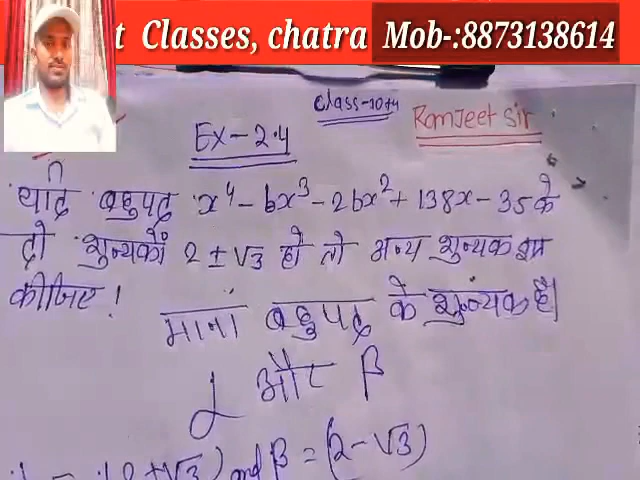 t Classes, chatra Mob-:8873138614
Class-10th
RamJeet Sir
Ex-2.4
यदि बहुपद x⁴-6x³-26x²+138x-35 के
दो शुन्यकों 2±√3 हो तो अन्य शुन्यक ज्ञात
कीजिए!
माना बहुपद के शुन्यक है।
α और β
(2+√3) and β = (2-√3)